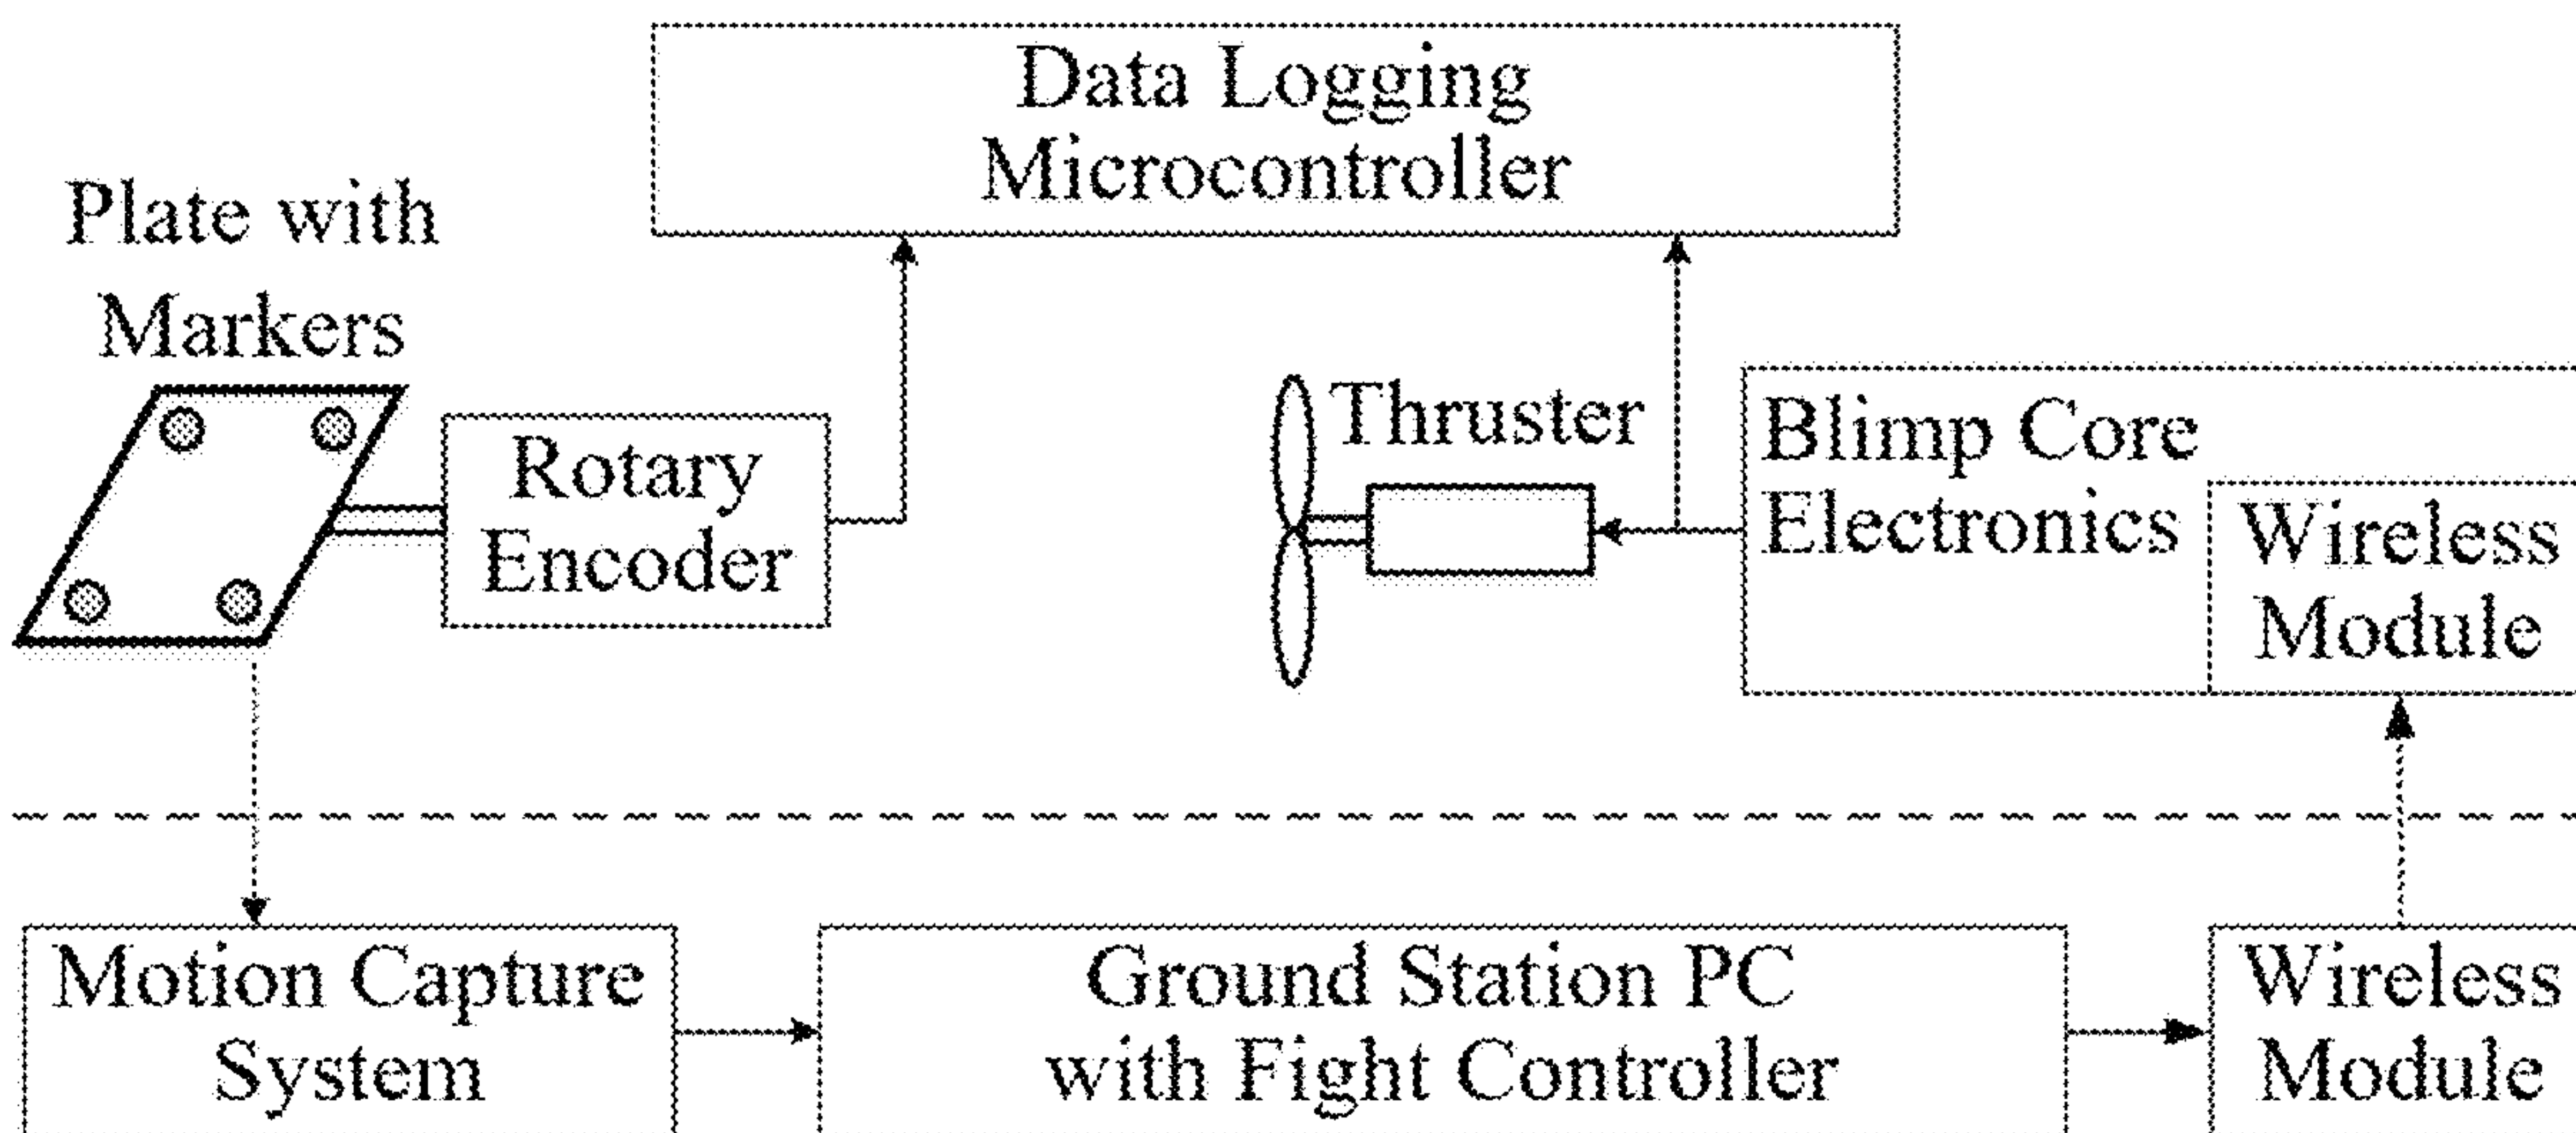 Data Logging
Microcontroller
Plate with
Markers
Rotary
Encoder
Thruster
Blimp Core
Electronics
Wireless
Module
Motion Capture
System
Ground Station PC
with Fight Controller
Wireless
Module